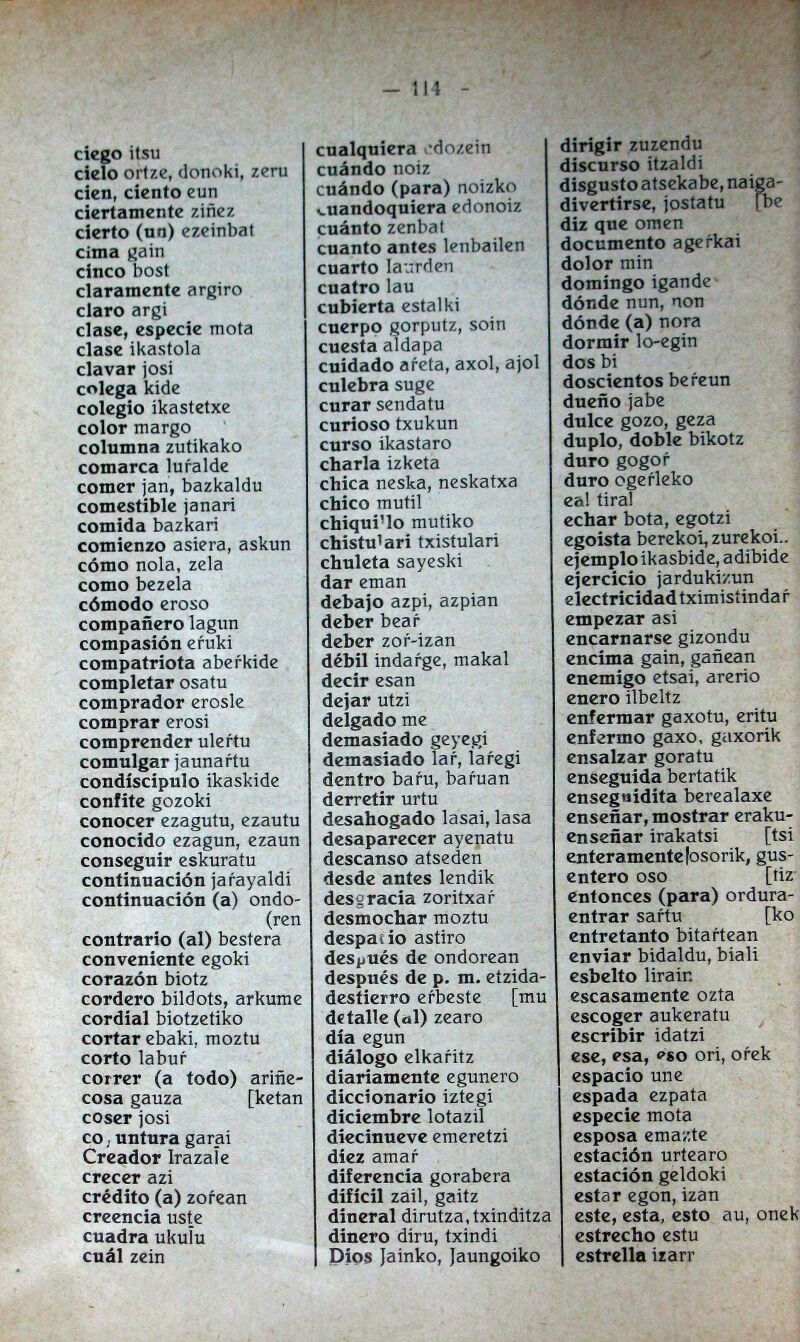 — 114 -
ciego itsu
cielo ortze, donoki, zeru
cien, ciento eun
ciertamente ziñez
cierto (un) ezeinbat
cima gain
cinco bost
claramente argiro
claro argi
clase, especie mota
clase ikastola
clavar josi
colega kide
colegio ikastetxe
color margo
columna zutikako
comarca luŕalde
comer jan, bazkaldu
comestible janari
comida bazkari
comienzo asiera, askun
cómo nola, zela
como bezela
cómodo eroso
compañero lagun
compasión eŕuki
compatriota abeŕkide
completar osatu
comprador erosle
comprar erosi
comprender uleŕtu
comulgar jaunaŕtu
condiscipulo ikaskide
confite gozoki
conocer ezagutu, ezautu
conocido ezagun, ezaun
conseguir eskuratu
continuación jaŕayaldi
continuación (a) ondo-
(ren
contrario (al) bestera
conveniente egoki
corazón biotz
cordero bildots, arkume
cordial biotzetiko
cortar ebaki, moztu
corto labuŕ
correr (a todo) ariñe-
cosa gauza [ketan
coser josi
co untura garai
Creador Irazale
crecer azi
crédito (a) zoŕean
creencia uste
cuadra ukulu
cuál zein
cualquiera edozein
cuándo noiz
cuándo (para) noizko
cuandoquiera edonoiz
cuánto zenbat
cuanto antes lenbailen
cuarto laurden
cuatro lau
cubierta estalki
cuerpo gorputz, soin
cuesta aldapa
cuidado aŕeta, axol, ajol
culebra suge
curar sendatu
curioso txukun
curso ikastaro
charla izketa
chica neska, neskatxa
chico mutil
chiquillo mutiko
chistulari txistulari
chuleta sayeski
dar eman
debajo azpi, azpian
deber beaŕ
deber zoŕ-izan
débil indaŕge, makal
decir esan
dejar utzi
delgado me
demasiado geyegi
demasiado laŕ, laŕegi
dentro baŕu, baŕuan
derretir urtu
desahogado lasai, lasa
desaparecer ayenatu
descanso atseden
desde antes lendik
desgracia zoritxaŕ
desmochar moztu
despacio astiro
después de ondorean
después de p. m. etzida-
destierro eŕbeste [mu
detalle (al) zearo
día egun
diálogo elkaŕitz
diariamente egunero
diccionario iztegi
diciembre lotazil
diecinueve emeretzi
diez amaŕ
diferencia gorabera
difícil zail, gaitz
dineral dirutza, txinditza
dinero diru, txindi
Dios Jainko, Jaungoiko
dirigir zuzendu
discurso itzaldi
disgusto atsekabe, naiga-
divertirse, jostatu [be
diz que omen
documento ageŕkai
dolor min
domingo igande
dónde nun, non
dónde (a) nora
dormir lo-egin
dos bi
doscientos beŕeun
dueño jabe
dulce gozo, geza
duplo, doble bikotz
duro gogoŕ
duro ogeŕleko
ea! tira!
echar bota, egotzi
egoista berekoi, zurekoi..
ejemplo ikasbide, adibide
ejercicio jardukizun
electricidad tximistindaŕ
empezar asi
encarnarse gizondu
encima gain, gañean
enemigo etsai, arerio
enero ilbeltz
enfermar gaxotu, eritu
enfermo gaxo, gaxorik
ensalzar goratu
enseguida bertatik
enseguidita berealaxe
enseñar, mostrar eraku-
enseñar irakatsi [tsi
enteramente osorik, gus-
entero oso [tiz
entonces (para) ordura-
entrar saŕtu [ko
entretanto bitaŕtean
enviar bidaldu, biali
esbelto lirain
escasamente ozta
escoger aukeratu
escribir idatzi
ese, esa, eso ori, oŕek
espacio une
espada ezpata
especie mota
esposa emazte
estación urtearo
estación geldoki
estar egon, izan
este, esta, esto au, onek
estrecho estu
estrella izarr